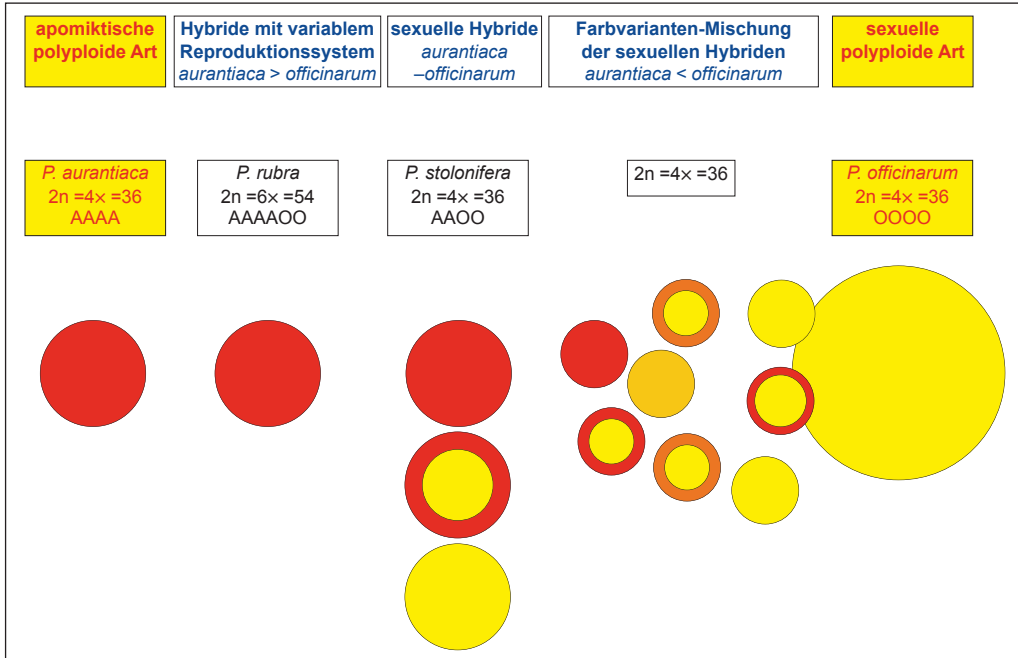 apomiktische
polyploide Art
Hybride mit variablem
Reproduktionssystem
aurantiaca > officinarum
sexuelle Hybride
aurantiaca
–officinarum
Farbvarianten-Mischung
der sexuellen Hybriden
aurantiaca < officinarum
sexuelle
polyploide Art
P. aurantiaca
2n =4× =36
AAAA
P. rubra
2n =6× =54
AAAAOO
P. stolonifera
2n =4× =36
AAOO
2n =4× =36
P. officinarum
2n =4× =36
OOOO